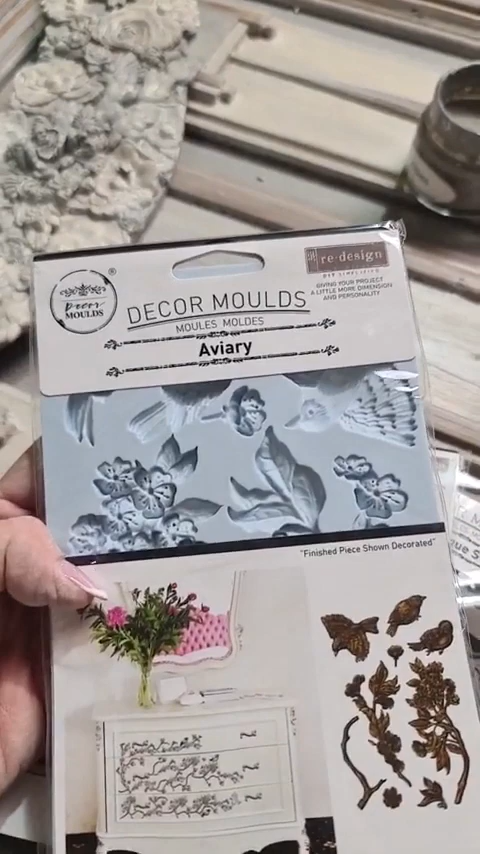 re·design
DIY SIMPLIFIED
GIVING YOUR PROJECT
A LITTLE MORE DIMENSION
AND PERSONALITY
Decor
MOULDS
®
DECOR MOULDS
MOULES MOLDES
Aviary
"Finished Piece Shown Decorated"